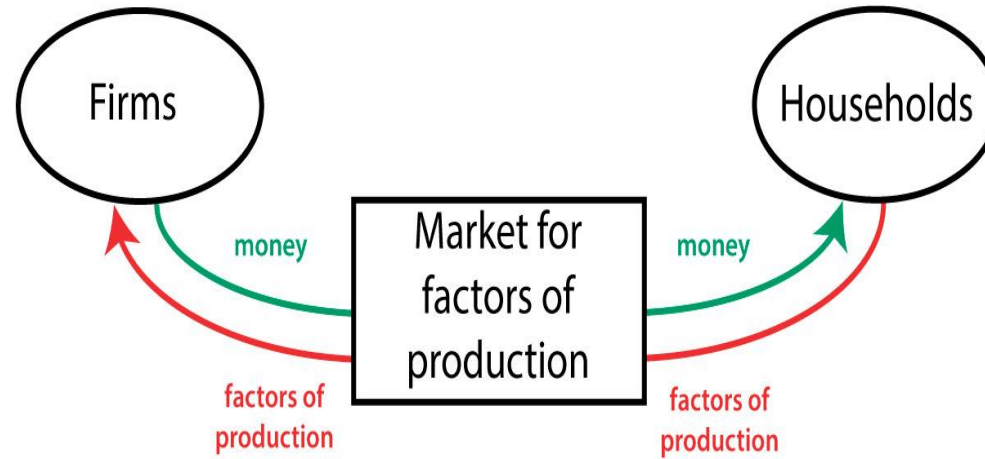 Firms
Households
money
Market for
factors of
production
money
factors of
production
factors of
production